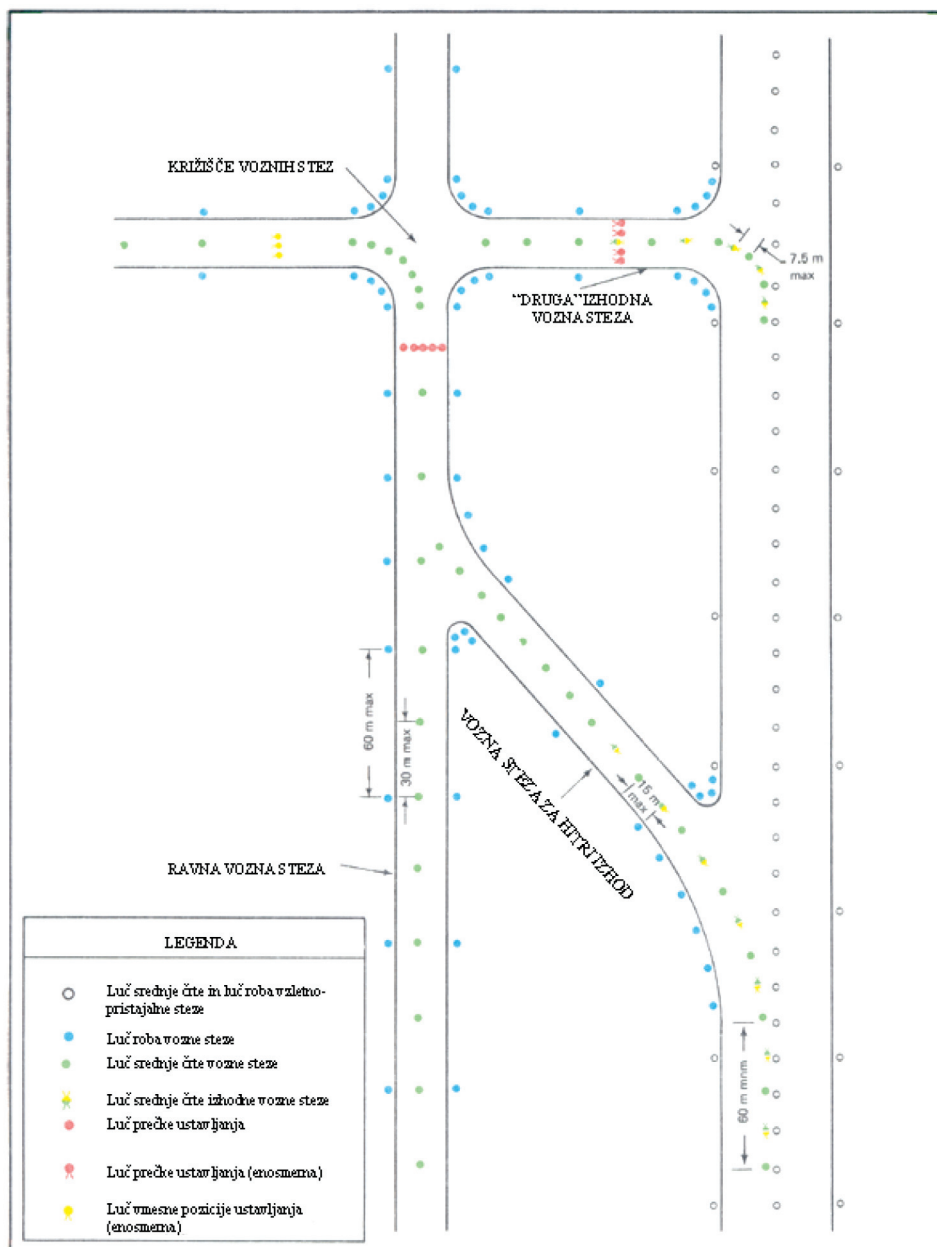 KRIŽIŠČE VOZNIH STEZ
7.5 m
max
"DRUGA" IZHODNA
VOZNA STEZA
60 m max
30 m max
VOZNA STEZA ZA HITRI IZHOD
15 m
max
RAVNA VOZNA STEZA
60 m mnm
LEGENDA
Luč srednje črte in luč roba vzletno-
pristajalne steze
Luč roba vozne steze
Luč srednje črte vozne steze
Luč srednje črte izhodne vozne steze
Luč prečke ustavljanja
Luč prečke ustavljanja (enosmerna)
Luč vmesne pozicije ustavljanja
(enosmerna)